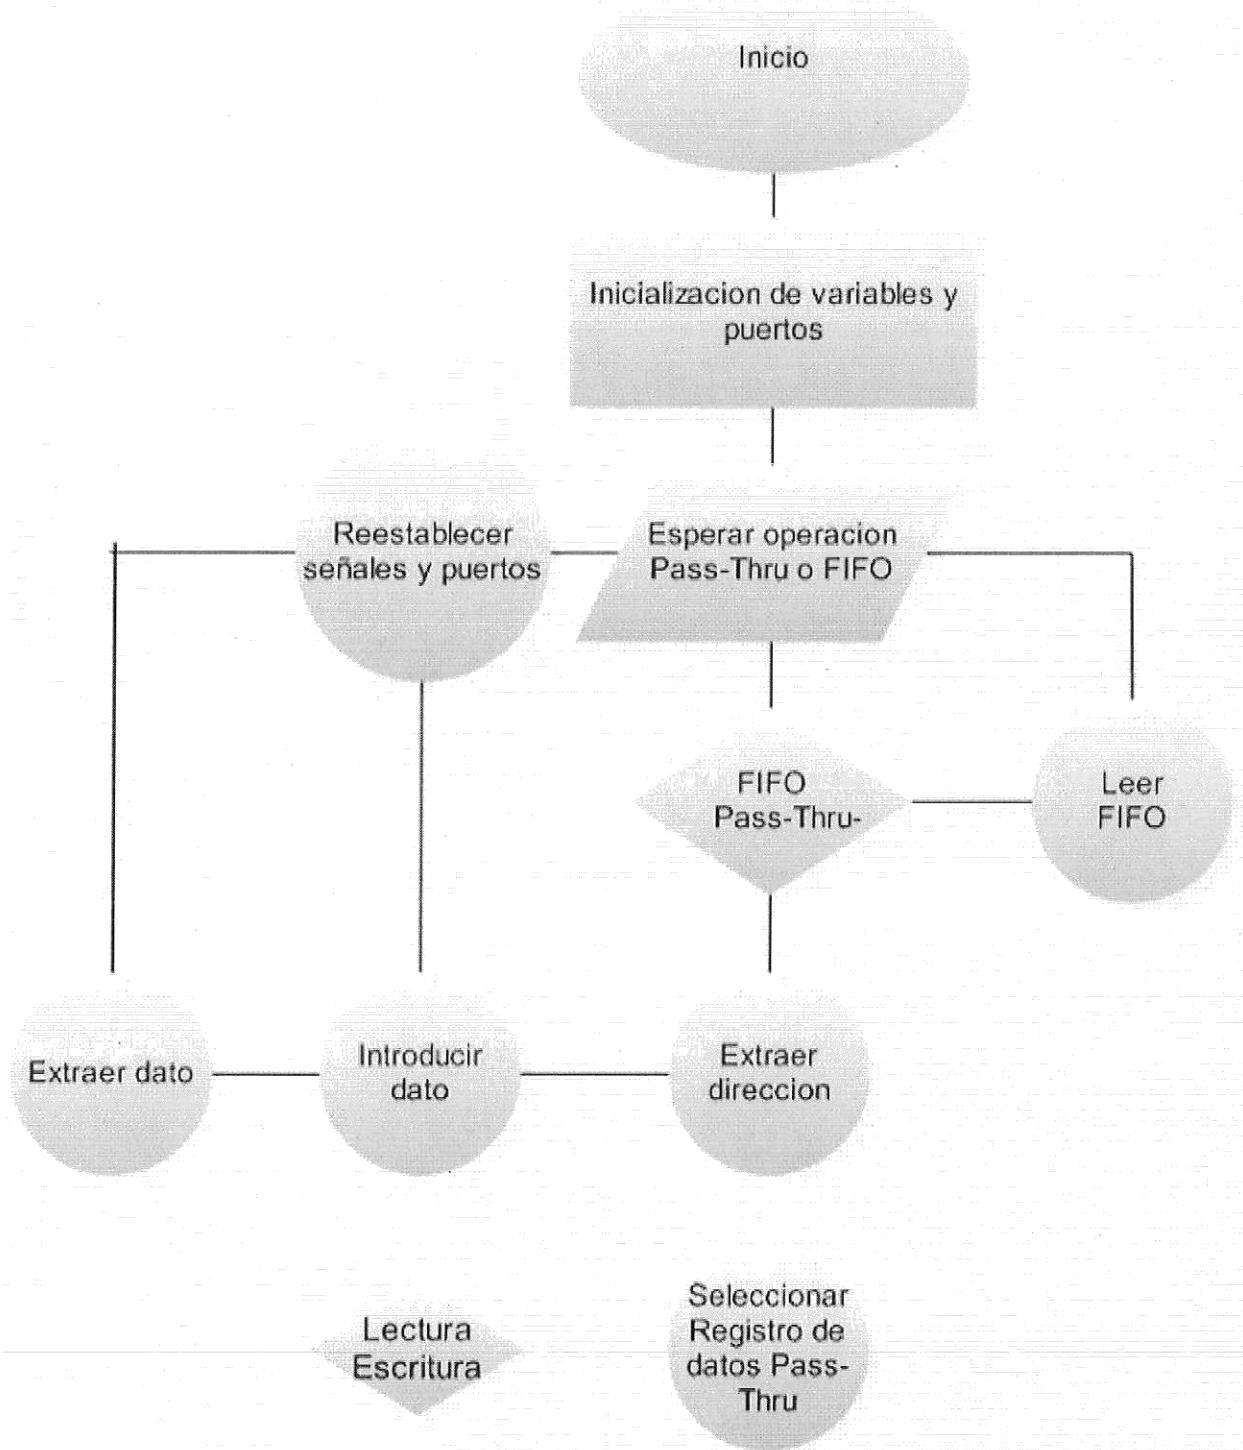 Inicio
Inicializacion de variables y
puertos
Reestablecer
señales y puertos
Esperar operacion
Pass-Thru o FIFO
FIFO
Pass-Thru-
Leer
FIFO
Extraer dato
Introducir
dato
Extraer
direccion
Lectura
Escritura
Seleccionar
Registro de
datos Pass-
Thru